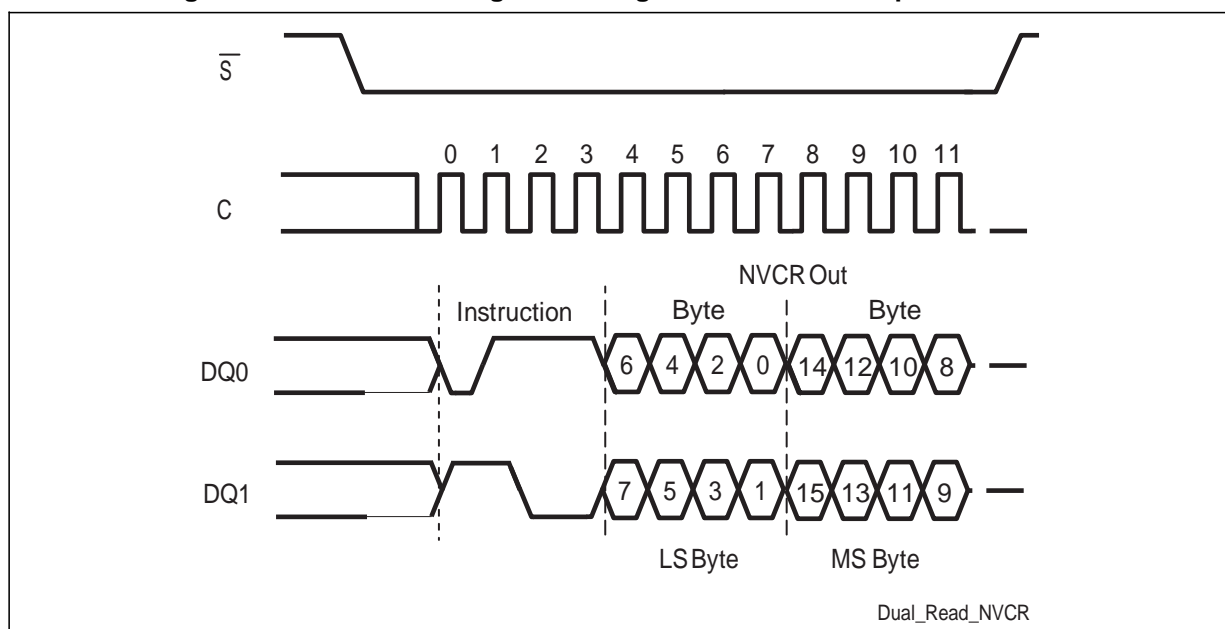 S
0 1 2 3 4 5 6 7 8 9 10 11
C
NVCR Out
Instruction Byte Byte
DQ0 6 4 2 0 14 12 10 8
DQ1 7 5 3 1 15 13 11 9
LS Byte MS Byte
Dual_Read_NVCR